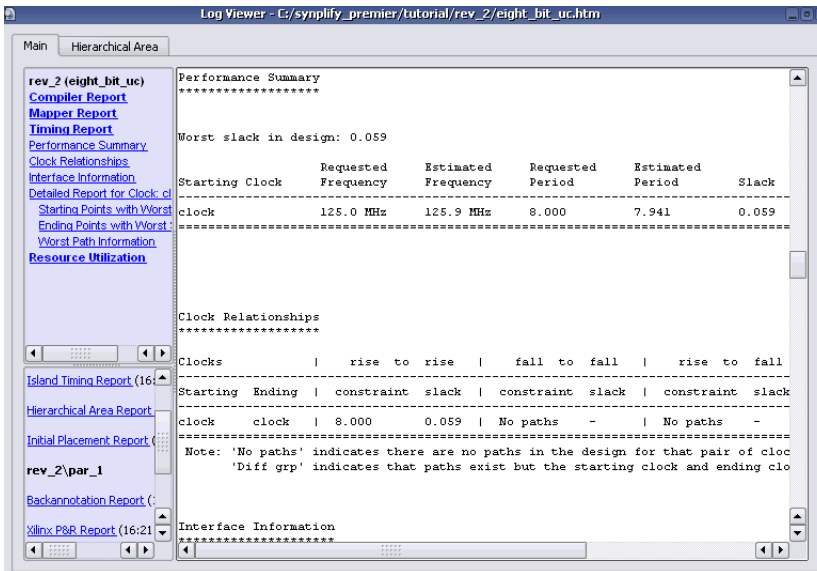 Log Viewer - C:/synplify_premier/tutorial/rev_2/eight_bit_uc.htm
Main Hierarchical Area
rev_2 (eight_bit_uc)
Compiler Report
Mapper Report
Timing Report
Performance Summary
Clock Relationships
Interface Information
Detailed Report for Clock: cl
Starting Points with Worst
Ending Points with Worst
Worst Path Information
Resource Utilization
Island Timing Report (16:
Hierarchical Area Report
Initial Placement Report (
rev_2\par_1
Backannotation Report (
Xilinx P&R Report (16:21
Performance Summary
*******************
Worst slack in design: 0.059
Requested Estimated Requested Estimated
Starting Clock Frequency Frequency Period Period Slack
clock 125.0 MHz 125.9 MHz 8.000 7.941 0.059
Clock Relationships
*******************
Clocks | rise to rise | fall to fall | rise to fall
Starting Ending | constraint slack | constraint slack | constraint slack
clock clock | 8.000 0.059 | No paths - | No paths -
Note: 'No paths' indicates there are no paths in the design for that pair of cloc
'Diff grp' indicates that paths exist but the starting clock and ending clo
Interface Information
*********************